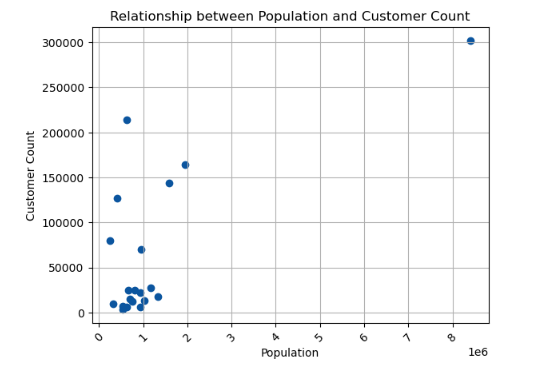 Relationship between Population and Customer Count
300000
250000
200000
150000
100000
50000
0
Customer Count
0 1 2 3 4 5 6 7 8
1e6
Population